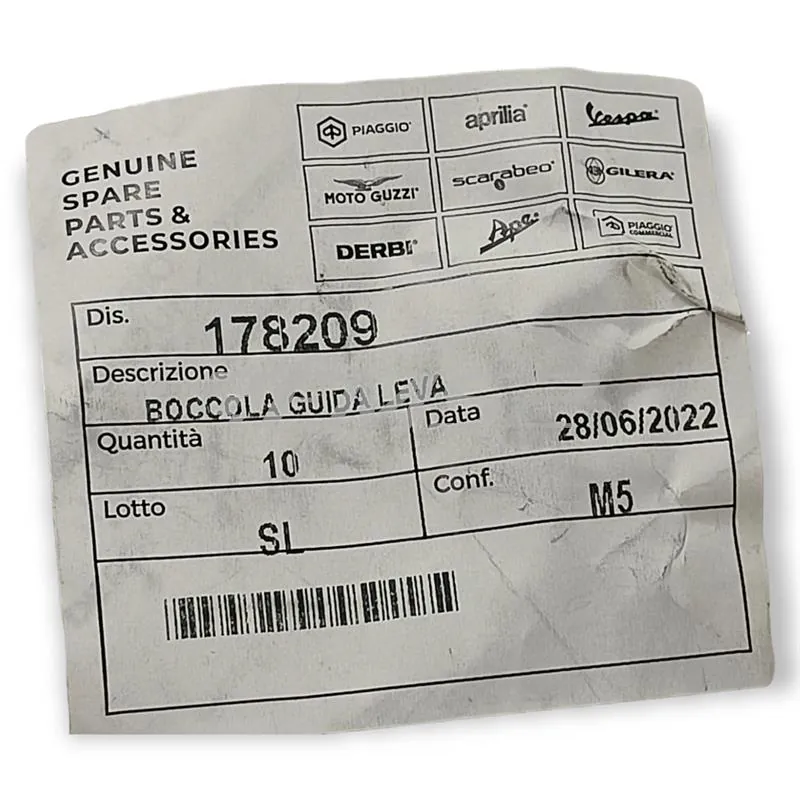 GENUINE
SPARE
PARTS &
ACCESSORIES
PIAGGIO®
aprilia®
Vespa®
MOTO GUZZI®
scarabeo®
GILERA®
DERBI®
Ape®
PIAGGIO®
COMMERCIAL
Dis.
178209
Descrizione
BOCCOLA GUIDA LEVA
Quantità
10
Data
28/06/2022
Lotto
SL
Conf.
M5